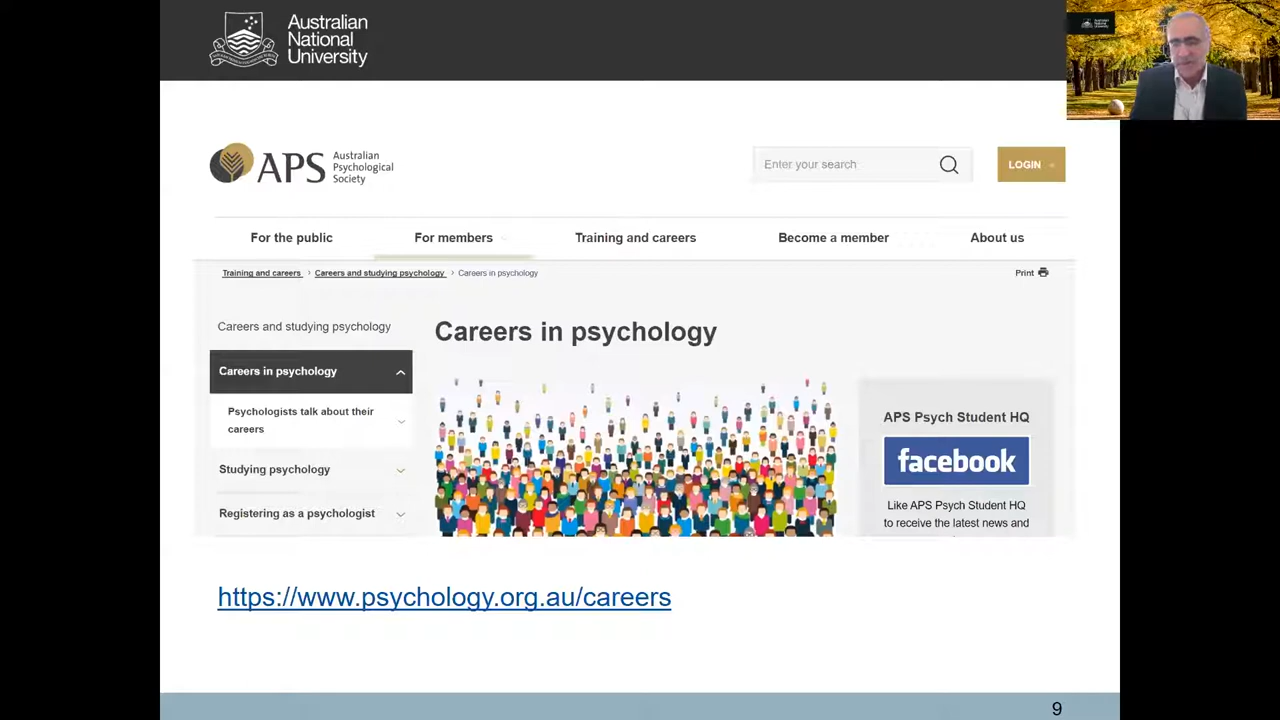 Australian
National
University
APS
Australian
Psychological
Society
Enter your search
LOGIN
For the public
For members
Training and careers
Become a member
About us
Training and careers › Careers and studying psychology › Careers in psychology
Print
Careers and studying psychology
Careers in psychology
Psychologists talk about their
careers
Studying psychology
Registering as a psychologist
Careers in psychology
APS Psych Student HQ
facebook
Like APS Psych Student HQ
to receive the latest news and
https://www.psychology.org.au/careers
9